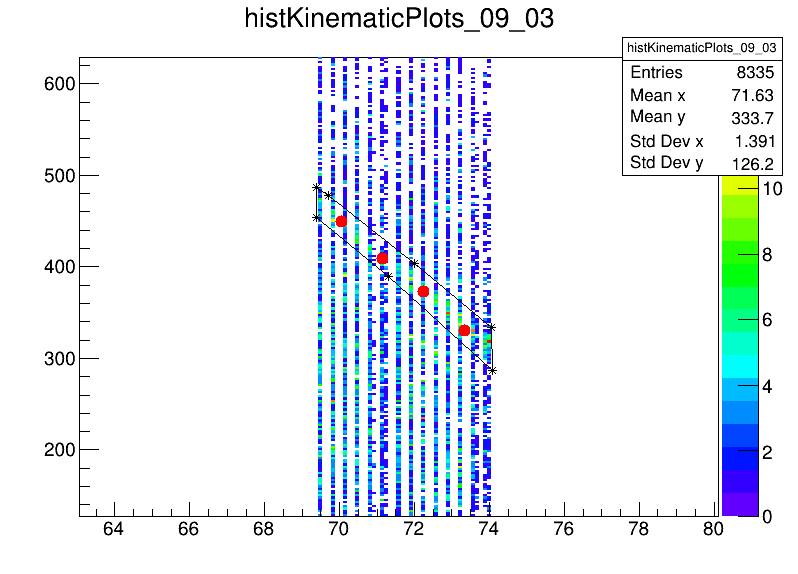 histKinematicPlots_09_03
histKinematicPlots_09_03
Entries 8335
Mean x 71.63
Mean y 333.7
Std Dev x 1.391
Std Dev y 126.2
600
500
400
300
200
64 66 68 70 72 74 76 78 80
10
8
6
4
2
0